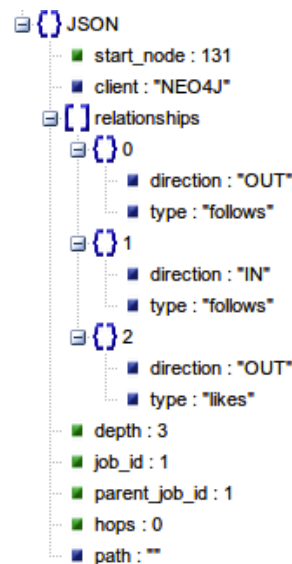 JSON
start_node : 131
client : "NEO4J"
relationships
0
direction : "OUT"
type : "follows"
1
direction : "IN"
type : "follows"
2
direction : "OUT"
type : "likes"
depth : 3
job_id : 1
parent_job_id : 1
hops : 0
path : ""